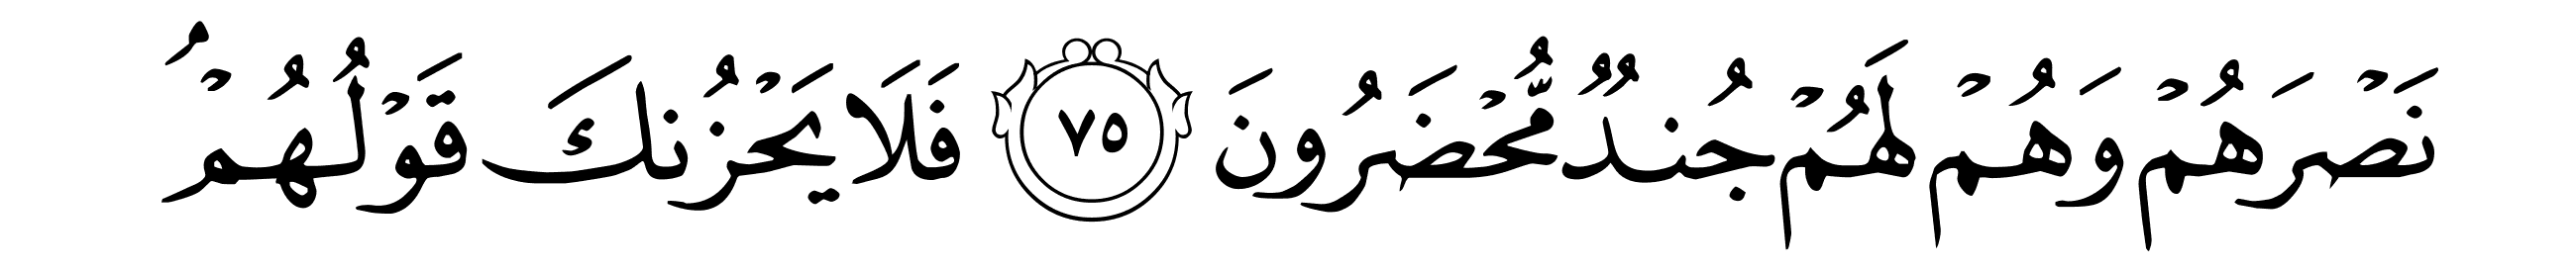 نَصْرَهُمْ وَهُمْ لَهُمْ جُندٌ مُّحْضَرُونَ ٧٥ فَلَا يَحْزُنكَ قَوْلُهُمْۘ